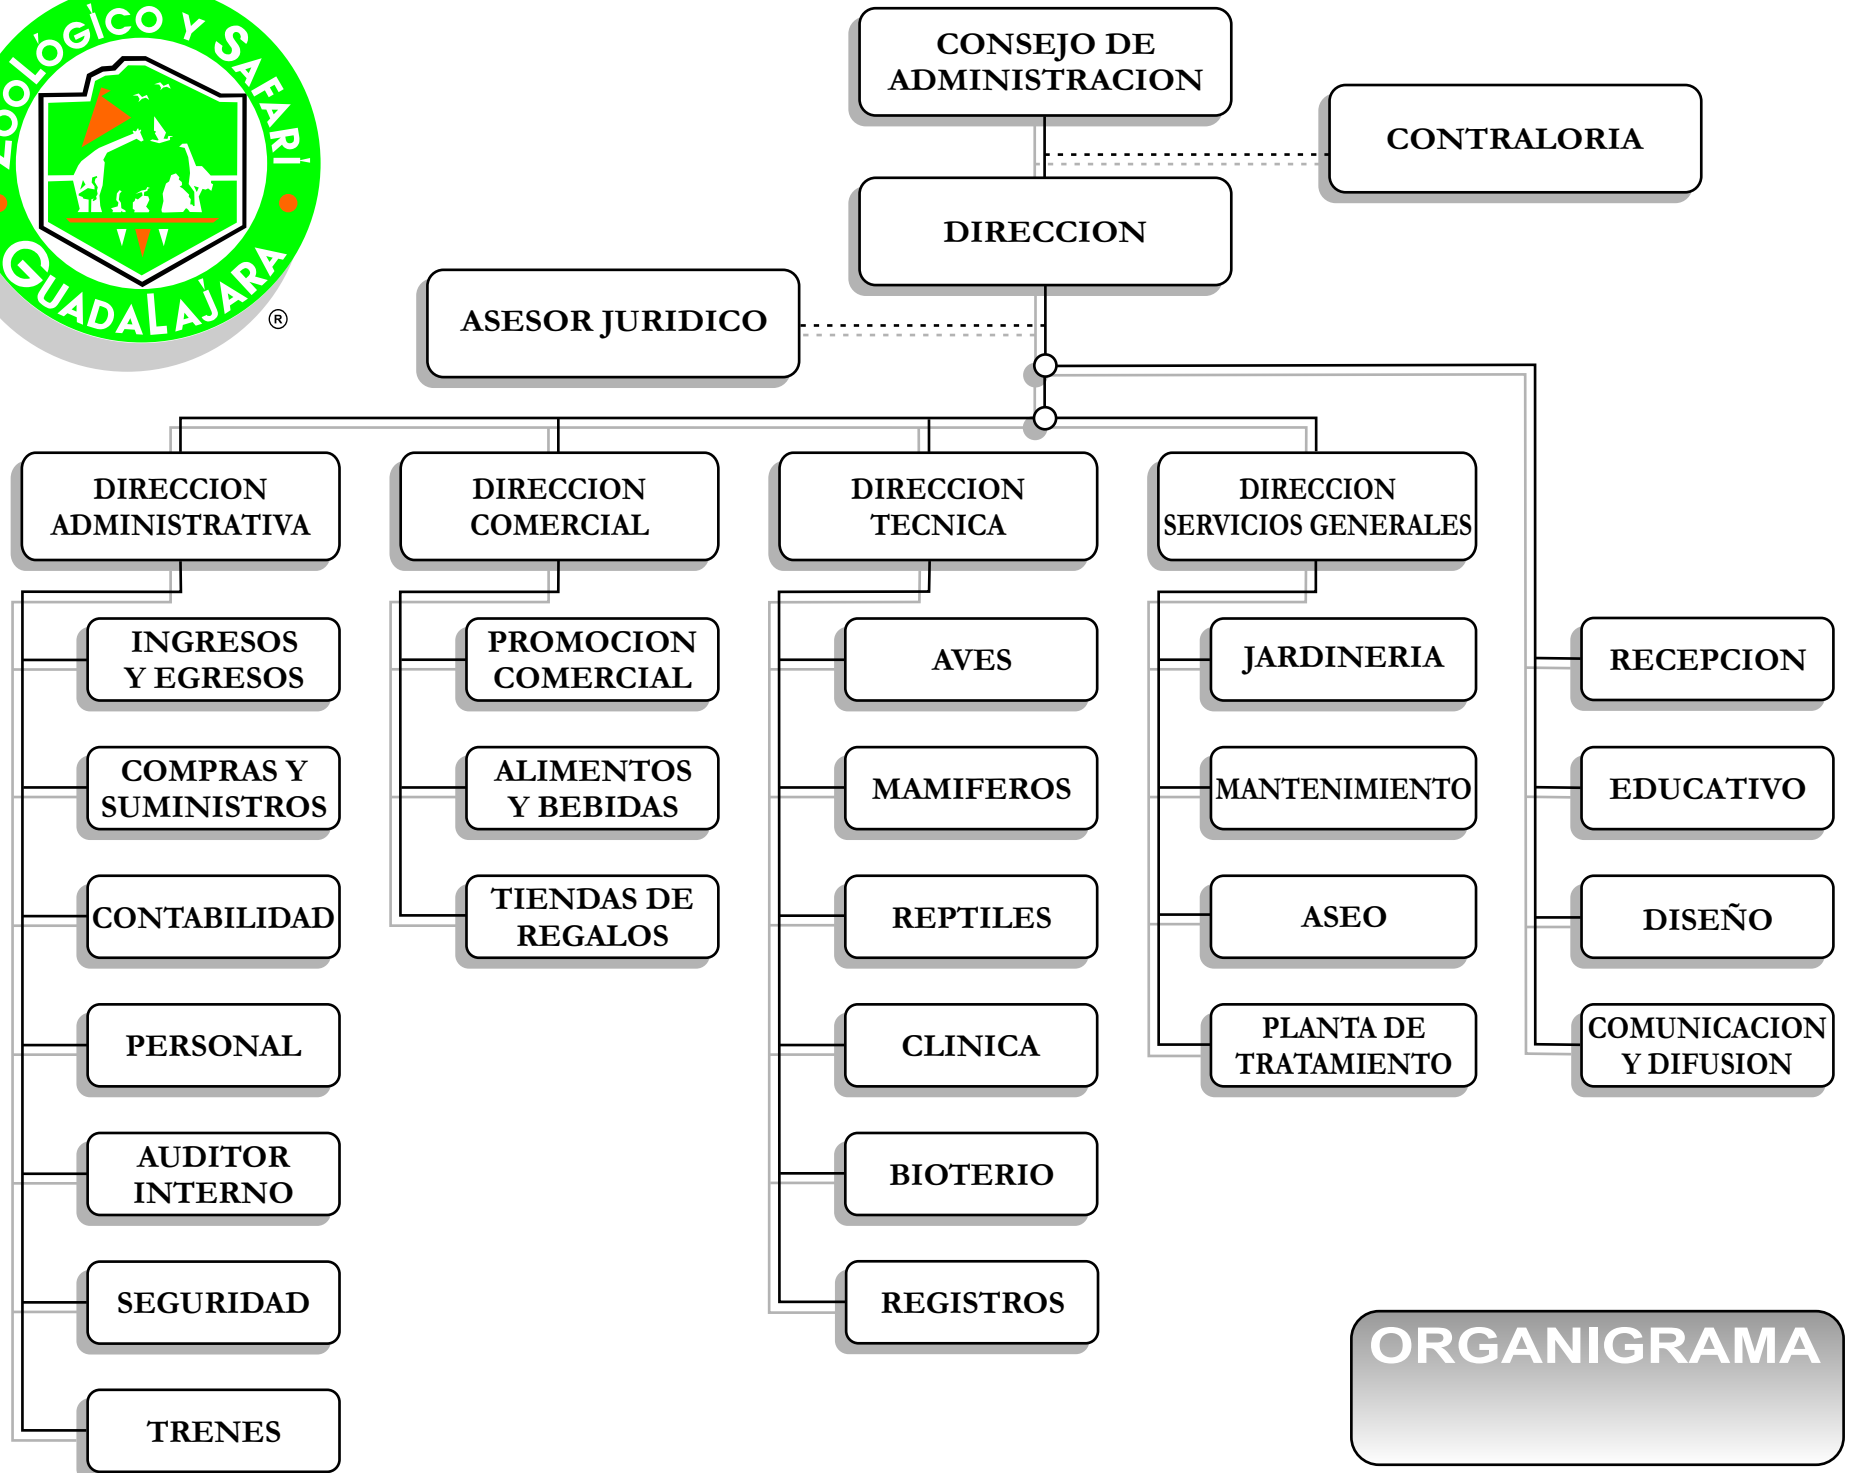 ZOOLÓGICO Y SAFARI
GUADALAJARA
®
CONSEJO DE
ADMINISTRACION
CONTRALORIA
DIRECCION
ASESOR JURIDICO
DIRECCION
ADMINISTRATIVA
DIRECCION
COMERCIAL
DIRECCION
TECNICA
DIRECCION
SERVICIOS GENERALES
INGRESOS
Y EGRESOS
COMPRAS Y
SUMINISTROS
CONTABILIDAD
PERSONAL
AUDITOR
INTERNO
SEGURIDAD
TRENES
PROMOCION
COMERCIAL
ALIMENTOS
Y BEBIDAS
TIENDAS DE
REGALOS
AVES
MAMIFEROS
REPTILES
CLINICA
BIOTERIO
REGISTROS
JARDINERIA
MANTENIMIENTO
ASEO
PLANTA DE
TRATAMIENTO
RECEPCION
EDUCATIVO
DISEÑO
COMUNICACION
Y DIFUSION
ORGANIGRAMA